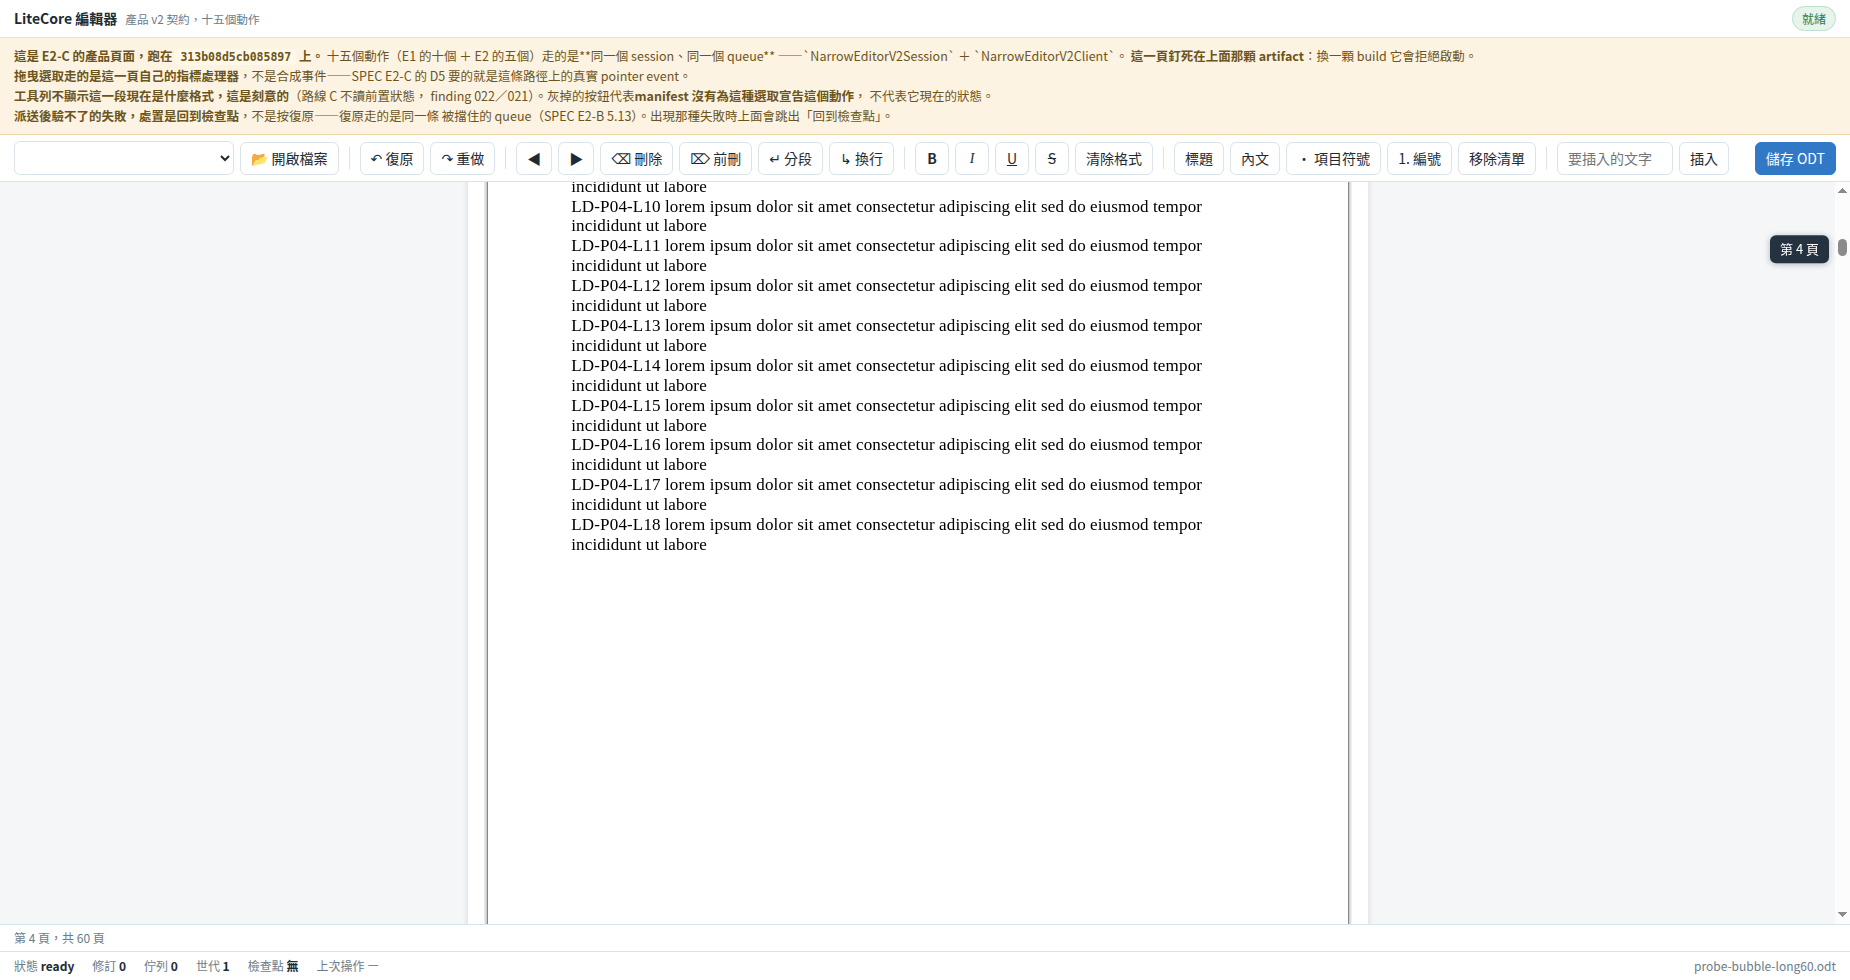 LiteCore 編輯器 產品 v2 契約，十五個動作 就緒
這是 E2-C 的產品頁面，跑在 313b08d5cb085897 上。 十五個動作（E1 的十個 ＋ E2 的五個）走的是**同一個 session、同一個 queue** ——`NarrowEditorV2Session` ＋ `NarrowEditorV2Client`。 這一頁釘死在上面那顆 artifact：換一顆 build 它會拒絕啟動。
拖曳選取走的是這一頁自己的指標處理器，不是合成事件——SPEC E2-C 的 D5 要的就是這條路徑上的真實 pointer event。
工具列不顯示這一段現在是什麼格式，這是刻意的（路線 C 不讀前置狀態， finding 022／021）。灰掉的按鈕代表manifest 沒有為這種選取宣告這個動作， 不代表它現在的狀態。
派送後驗不了的失敗，處置是回到檢查點，不是按復原——復原走的是同一條 被擋住的 queue（SPEC E2-B 5.13）。出現那種失敗時上面會跳出「回到檢查點」。
📂 開啟檔案 ↶ 復原 ↷ 重做 ◀ ▶ ⌫ 刪除 ⌦ 前刪 ↵ 分段 ↳ 換行 B I U S 清除格式 標題 內文 ・ 項目符號 1. 編號 移除清單 要插入的文字 插入 儲存 ODT
incididunt ut labore
LD-P04-L10 lorem ipsum dolor sit amet consectetur adipiscing elit sed do eiusmod tempor
incididunt ut labore
LD-P04-L11 lorem ipsum dolor sit amet consectetur adipiscing elit sed do eiusmod tempor
incididunt ut labore
LD-P04-L12 lorem ipsum dolor sit amet consectetur adipiscing elit sed do eiusmod tempor
incididunt ut labore
LD-P04-L13 lorem ipsum dolor sit amet consectetur adipiscing elit sed do eiusmod tempor
incididunt ut labore
LD-P04-L14 lorem ipsum dolor sit amet consectetur adipiscing elit sed do eiusmod tempor
incididunt ut labore
LD-P04-L15 lorem ipsum dolor sit amet consectetur adipiscing elit sed do eiusmod tempor
incididunt ut labore
LD-P04-L16 lorem ipsum dolor sit amet consectetur adipiscing elit sed do eiusmod tempor
incididunt ut labore
LD-P04-L17 lorem ipsum dolor sit amet consectetur adipiscing elit sed do eiusmod tempor
incididunt ut labore
LD-P04-L18 lorem ipsum dolor sit amet consectetur adipiscing elit sed do eiusmod tempor
incididunt ut labore
第 4 頁
第 4 頁，共 60 頁
狀態 ready 修訂 0 佇列 0 世代 1 檢查點 無 上次操作 — probe-bubble-long60.odt